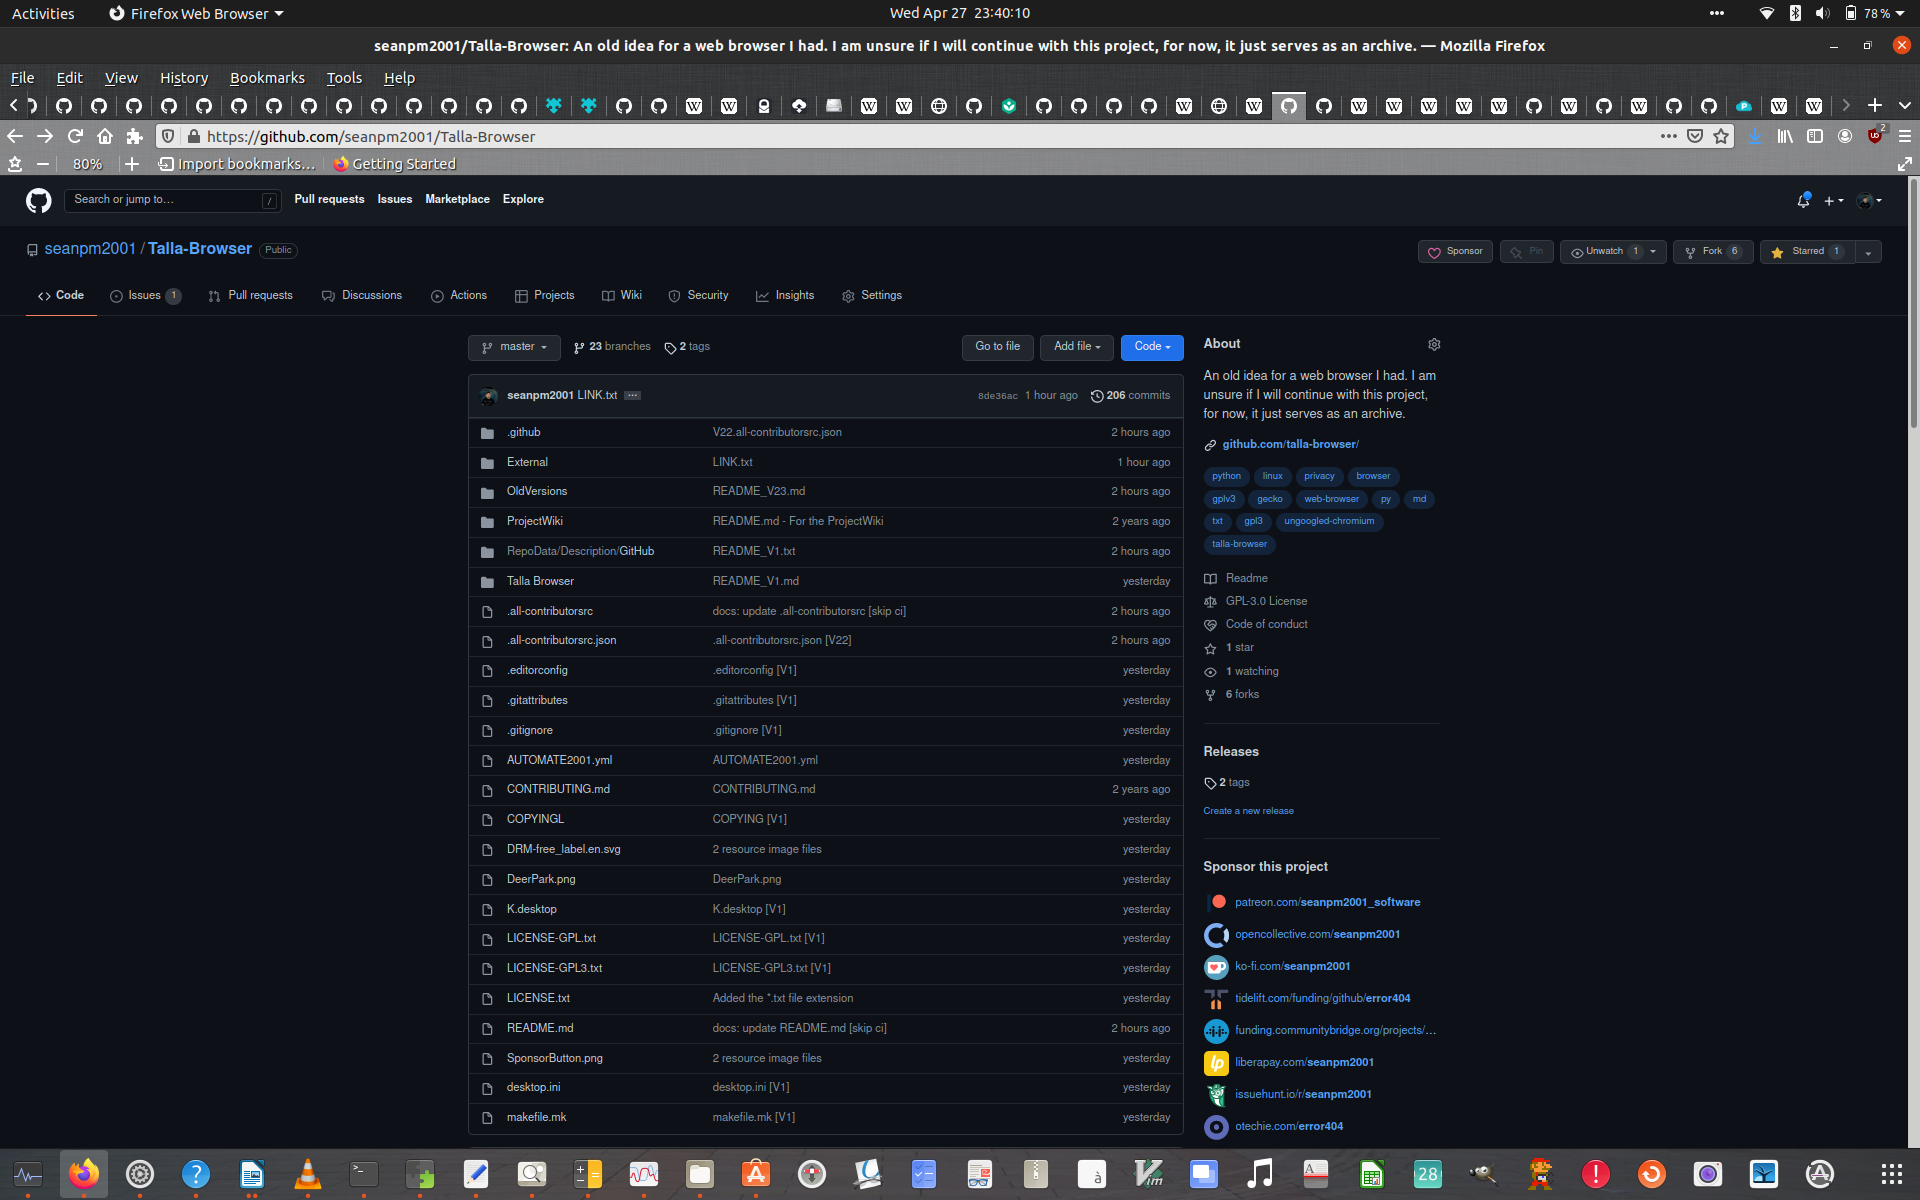 Activities Firefox Web Browser Wed Apr 27 23:40:10 78 %
seanpm2001/Talla-Browser: An old idea for a web browser I had. I am unsure if I will continue with this project, for now, it just serves as an archive. — Mozilla Firefox
File Edit View History Bookmarks Tools Help
https://github.com/seanpm2001/Talla-Browser 2
80% Import bookmarks... Getting Started
Search or jump to... / Pull requests Issues Marketplace Explore
seanpm2001 / Talla-Browser Public Sponsor Pin Unwatch 1 Fork 6 Starred 1
Code Issues 1 Pull requests Discussions Actions Projects Wiki Security Insights Settings
master 23 branches 2 tags Go to file Add file Code
seanpm2001 LINK.txt ... 8de36ac 1 hour ago 206 commits
.github V22.all-contributorsrc.json 2 hours ago
External LINK.txt 1 hour ago
OldVersions README_V23.md 2 hours ago
ProjectWiki README.md - For the ProjectWiki 2 years ago
RepoData/Description/GitHub README_V1.txt 2 hours ago
Talla Browser README_V1.md yesterday
.all-contributorsrc docs: update .all-contributorsrc [skip ci] 2 hours ago
.all-contributorsrc.json .all-contributorsrc.json [V22] 2 hours ago
.editorconfig .editorconfig [V1] yesterday
.gitattributes .gitattributes [V1] yesterday
.gitignore .gitignore [V1] yesterday
AUTOMATE2001.yml AUTOMATE2001.yml yesterday
CONTRIBUTING.md CONTRIBUTING.md 2 years ago
COPYINGL COPYING [V1] yesterday
DRM-free_label.en.svg 2 resource image files yesterday
DeerPark.png DeerPark.png yesterday
K.desktop K.desktop [V1] yesterday
LICENSE-GPL.txt LICENSE-GPL.txt [V1] yesterday
LICENSE-GPL3.txt LICENSE-GPL3.txt [V1] yesterday
LICENSE.txt Added the *.txt file extension yesterday
README.md docs: update README.md [skip ci] 2 hours ago
SponsorButton.png 2 resource image files yesterday
desktop.ini desktop.ini [V1] yesterday
makefile.mk makefile.mk [V1] yesterday
About
An old idea for a web browser I had. I am
unsure if I will continue with this project,
for now, it just serves as an archive.
github.com/talla-browser/
python linux privacy browser
gplv3 gecko web-browser py md
txt gpl3 ungoogled-chromium
talla-browser
Readme
GPL-3.0 License
Code of conduct
1 star
1 watching
6 forks
Releases
2 tags
Create a new release
Sponsor this project
patreon.com/seanpm2001_software
opencollective.com/seanpm2001
ko-fi.com/seanpm2001
tidelift.com/funding/github/error404
funding.communitybridge.org/projects/...
liberapay.com/seanpm2001
issuehunt.io/r/seanpm2001
otechie.com/error404
28